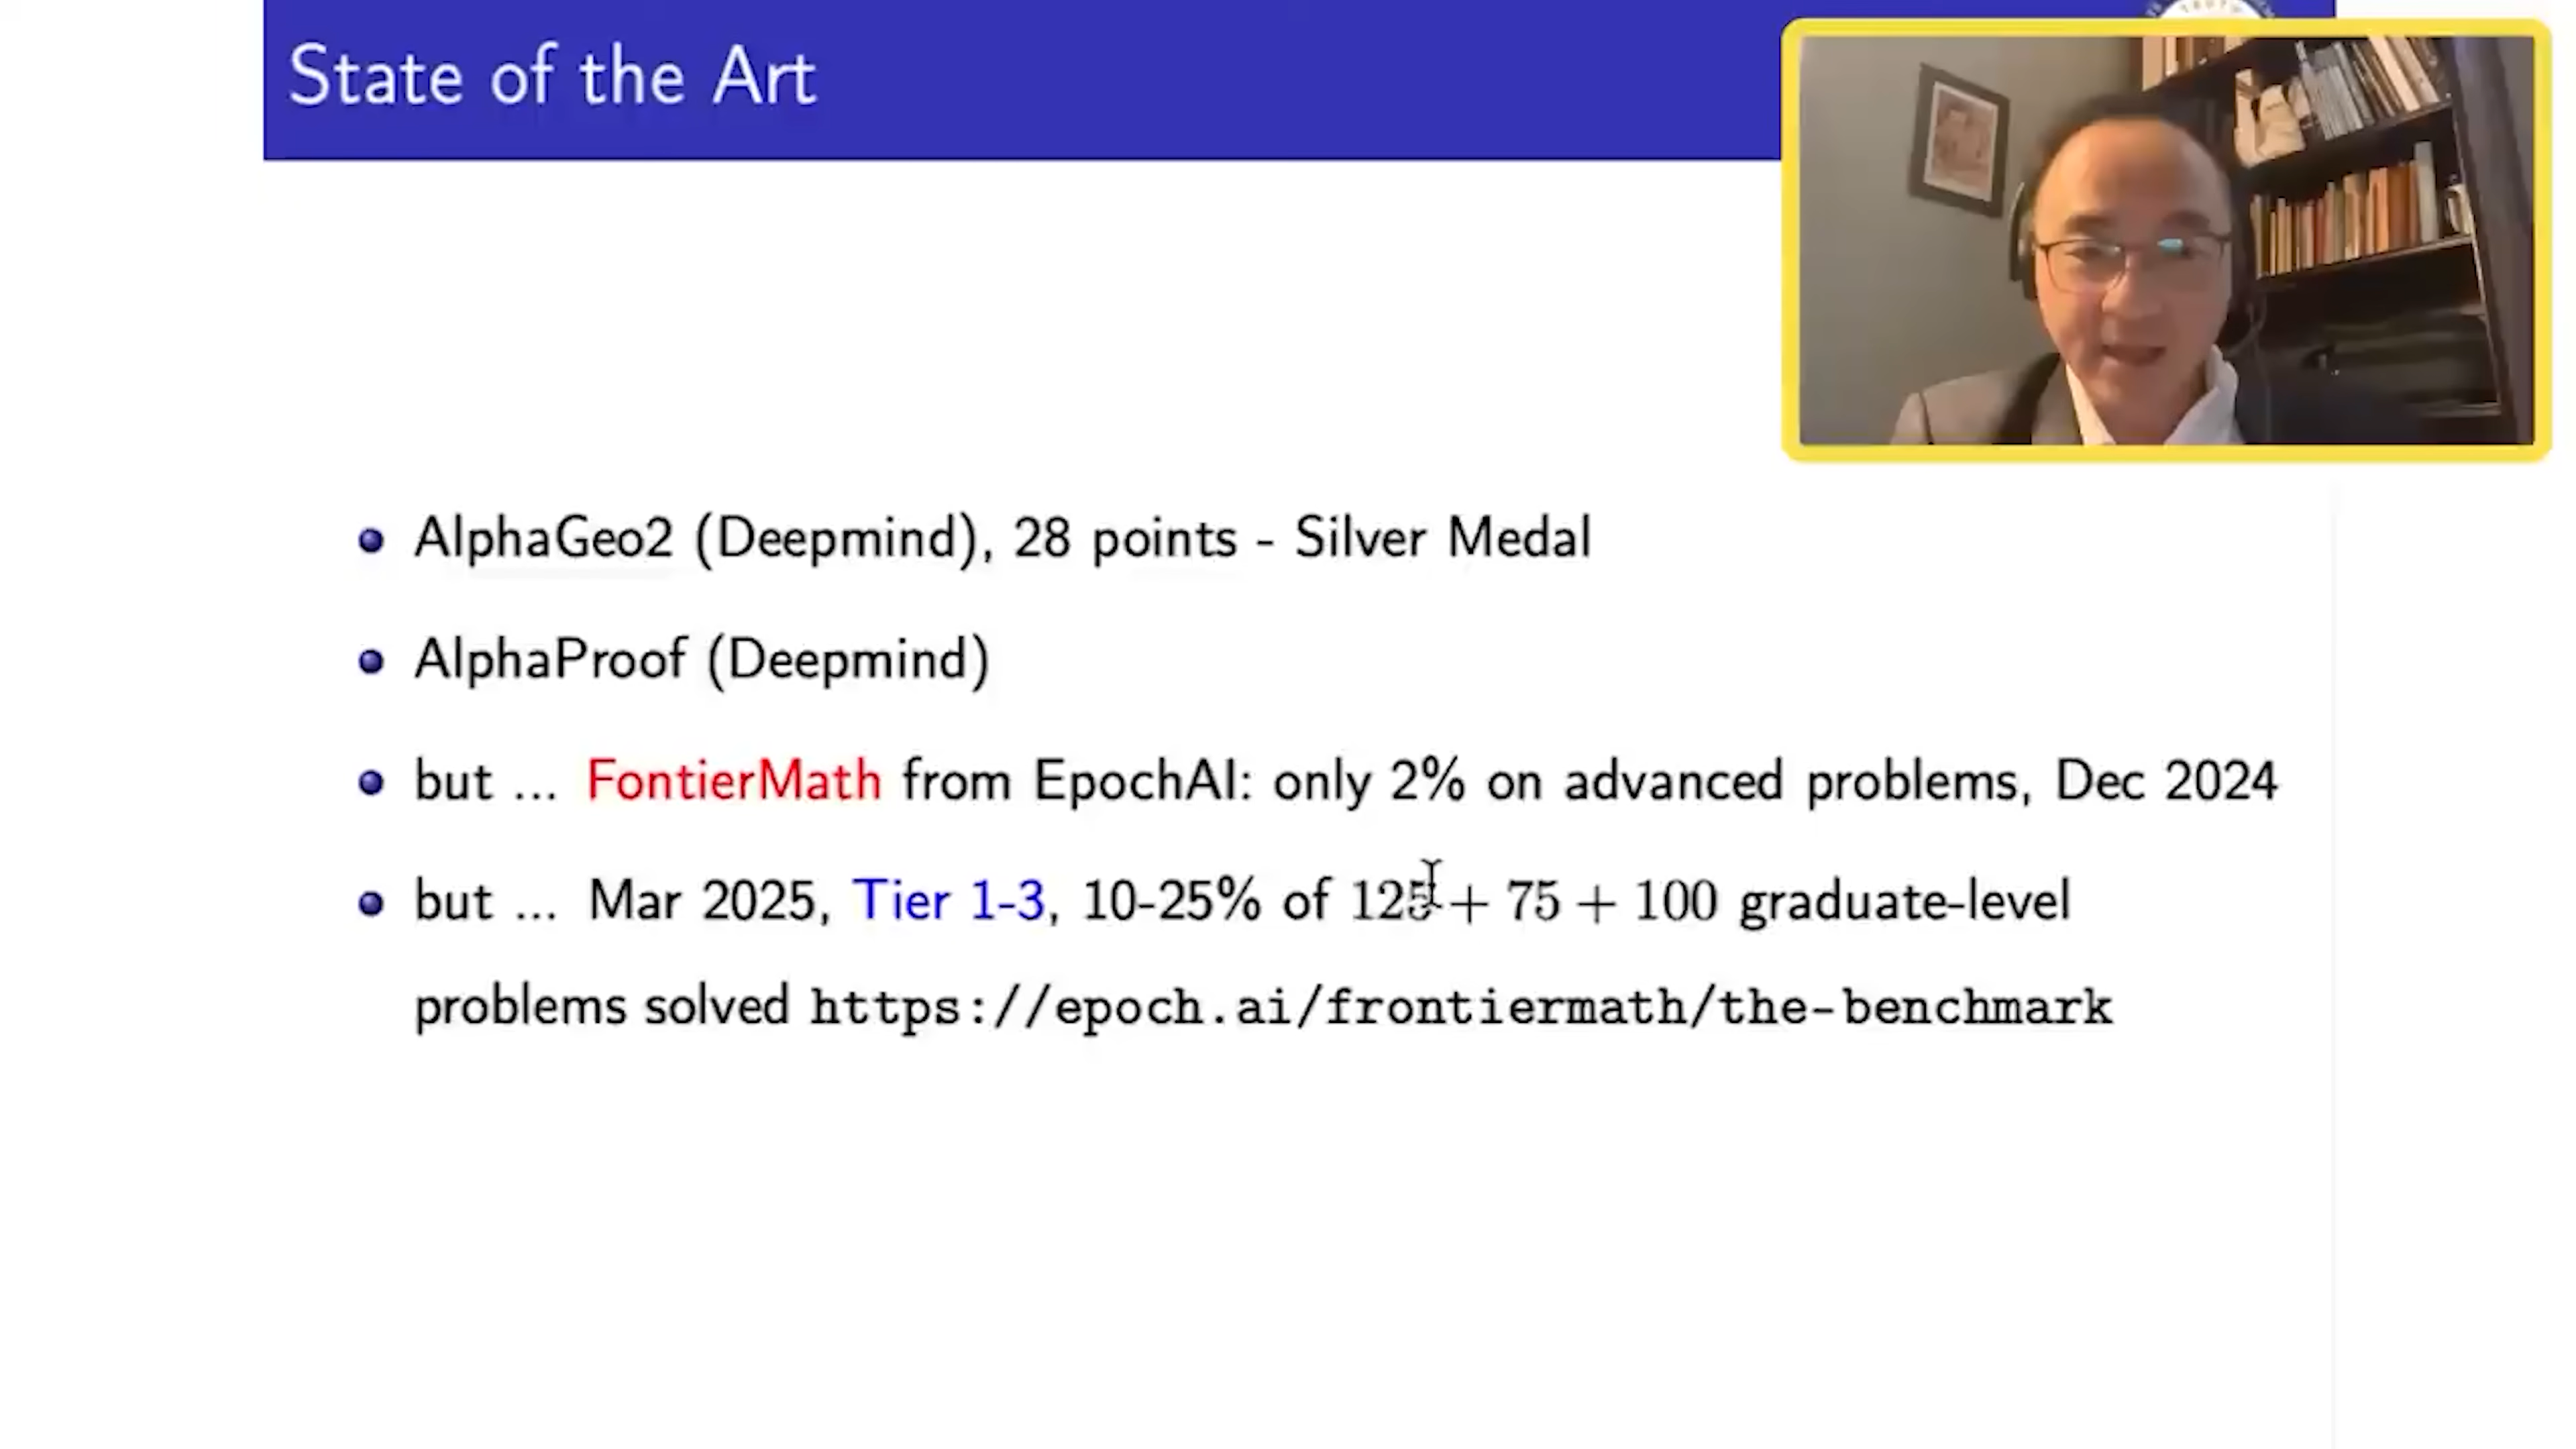 State of the Art
AlphaGeo2 (Deepmind), 28 points - Silver Medal
AlphaProof (Deepmind)
but ... FontierMath from EpochAI: only 2% on advanced problems, Dec 2024
but ... Mar 2025, Tier 1-3, 10-25% of 125 + 75 + 100 graduate-level
problems solved https://epoch.ai/frontiermath/the-benchmark